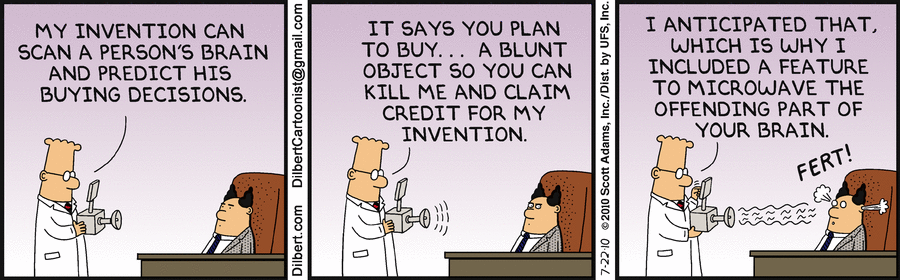 MY INVENTION CAN
SCAN A PERSON'S BRAIN
AND PREDICT HIS
BUYING DECISIONS.
Dilbert.com DilbertCartoonist@gmail.com
IT SAYS YOU PLAN
TO BUY... A BLUNT
OBJECT SO YOU CAN
KILL ME AND CLAIM
CREDIT FOR MY
INVENTION.
7-22-10 © 2010 Scott Adams, Inc./Dist. by UFS, Inc.
I ANTICIPATED THAT,
WHICH IS WHY I
INCLUDED A FEATURE
TO MICROWAVE THE
OFFENDING PART OF
YOUR BRAIN.
FERT!